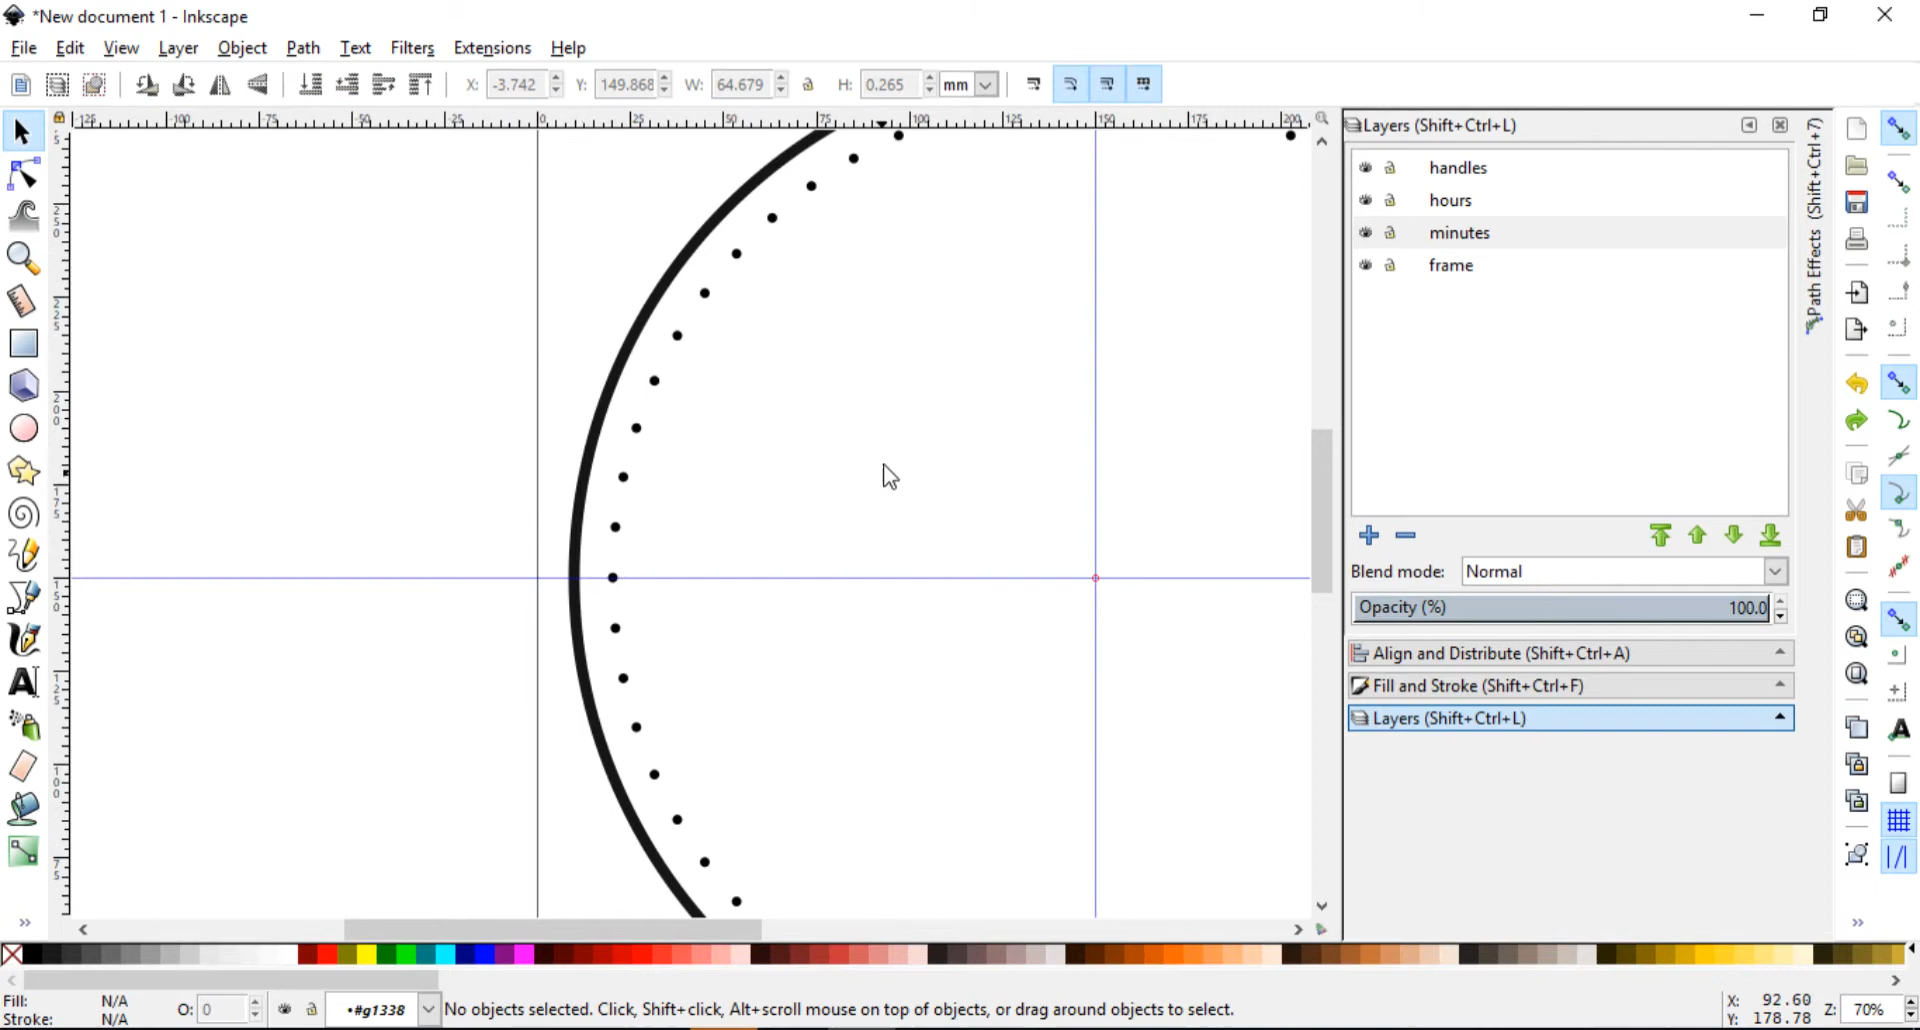 *New document 1 - Inkscape
File Edit View Layer Object Path Text Filters Extensions Help
X: -3.742 Y: 149.868 W: 64.679 H: 0.265 mm
Layers (Shift+Ctrl+L)
handles
hours
minutes
frame
Path Effects (Shift+Ctrl+7)
Blend mode: Normal
Opacity (%) 100.0
Align and Distribute (Shift+Ctrl+A)
Fill and Stroke (Shift+Ctrl+F)
Layers (Shift+Ctrl+L)
Fill: N/A
Stroke: N/A
O: 0
•#g1338
No objects selected. Click, Shift+click, Alt+scroll mouse on top of objects, or drag around objects to select.
X: 92.60
Y: 178.78
Z: 70%